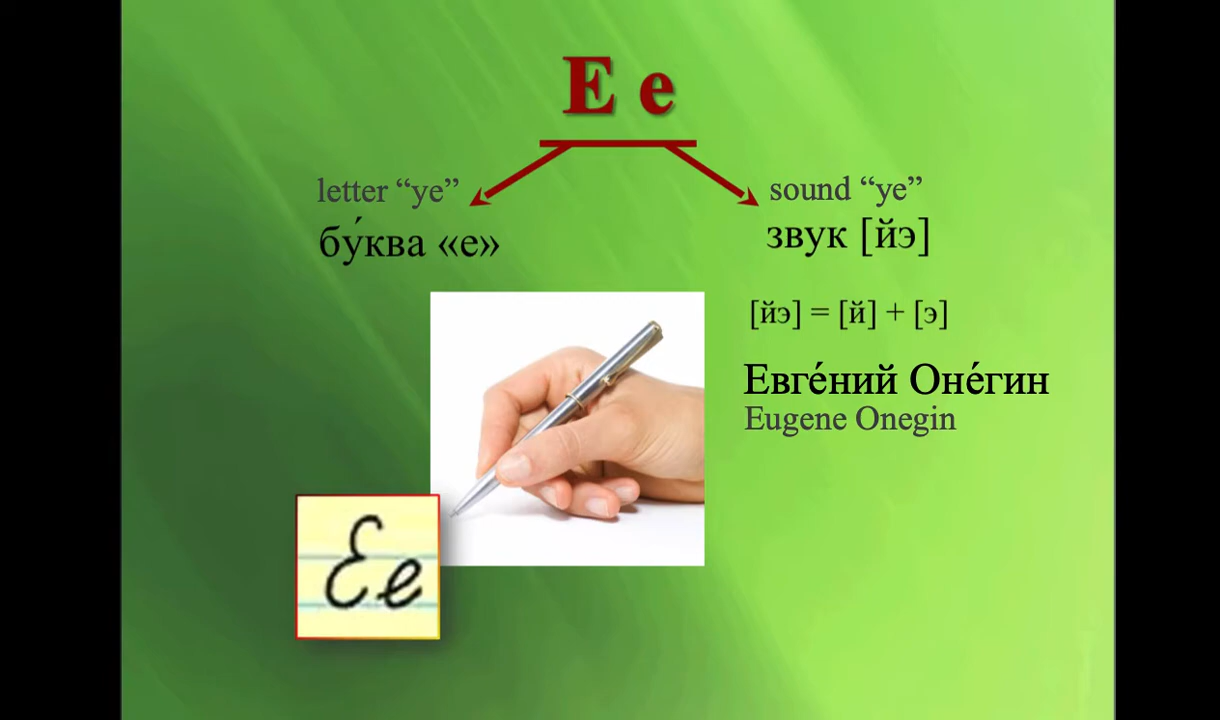 Е е
letter “ye”
бу́ква «е»
sound “ye”
звук [йэ]
[йэ] = [й] + [э]
Евге́ний Оне́гин
Eugene Onegin
Ее